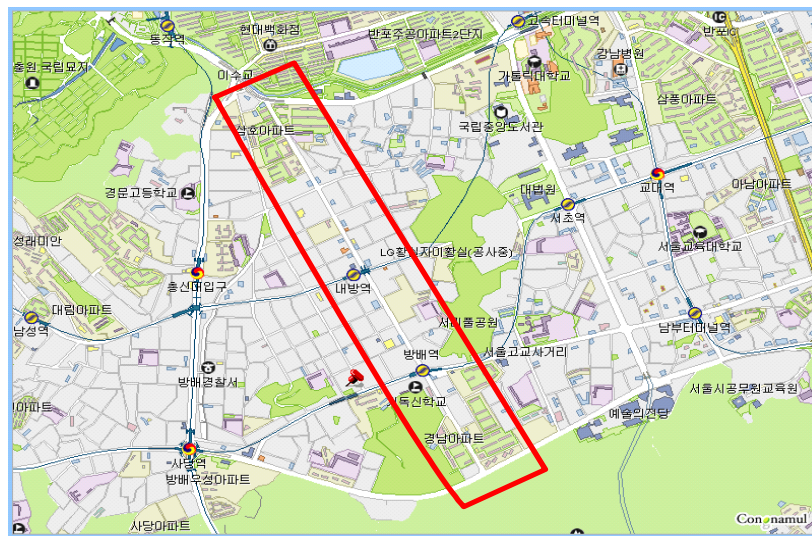 현대백화점
반포주공아파트2단지
고속터미널역
반포IC
동작역
강남병원
이수교
가톨릭대학교
충원 국립묘지
삼풍아파트
삼호아파트
국립중앙도서관
경문고등학교
대법원
교대역
아남아파트
서초역
서울교육대학교
성래미안
LG황실자이황실(공사중)
총신대입구
내방역
대림아파트
남성역
서리풀공원
남부터미널역
방배역
서울고교사거리
방배경찰서
서울시공무원교육원
기독신학교
아파트
예술의전당
경남아파트
사당역
방배우성아파트
사당아파트
Congnamul